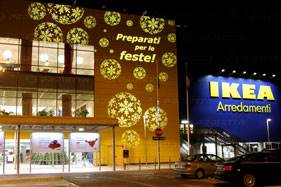 Preparati
per le
feste!
IKEA
Arredamenti